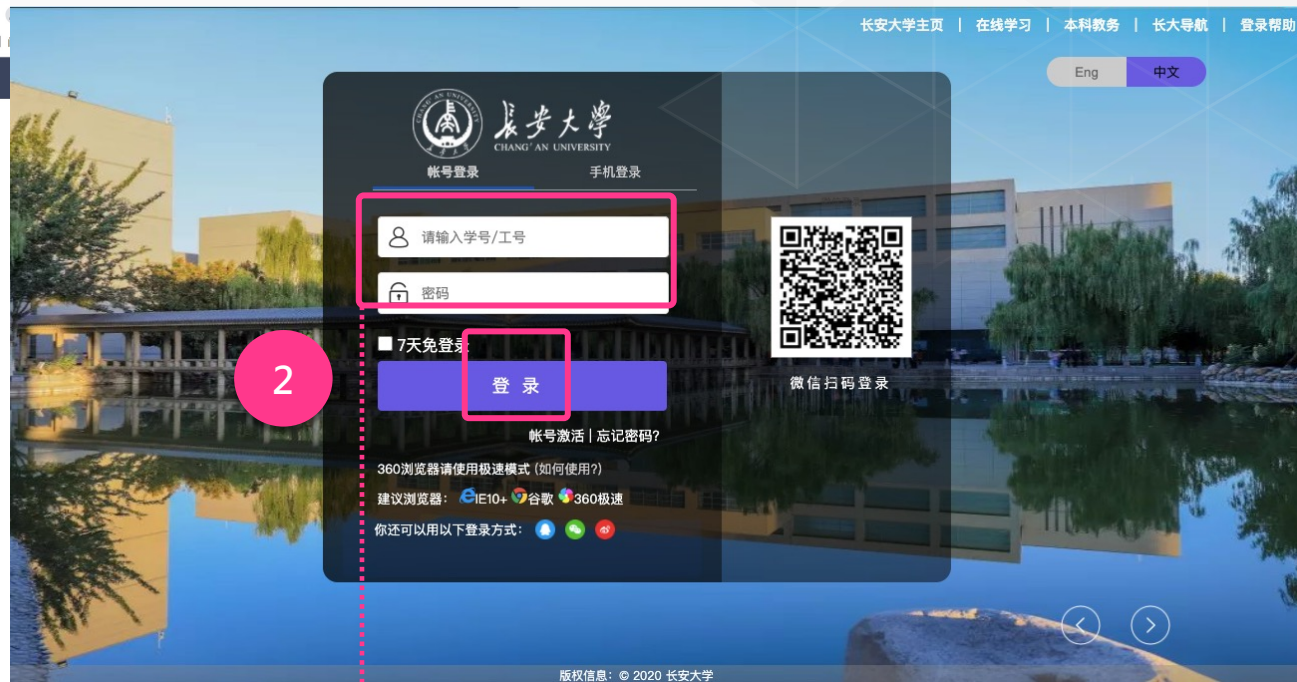 长安大学主页 | 在线学习 | 本科教务 | 长大导航 | 登录帮助
Eng 中文
長安大學
CHANG'AN UNIVERSITY
帐号登录 手机登录
请输入学号/工号
密码
7天免登录
2
登 录
微信扫码登录
帐号激活 | 忘记密码?
360浏览器请使用极速模式 (如何使用?)
建议浏览器: IE10+ 谷歌 360极速
你还可以用以下登录方式:
版权信息: © 2020 长安大学